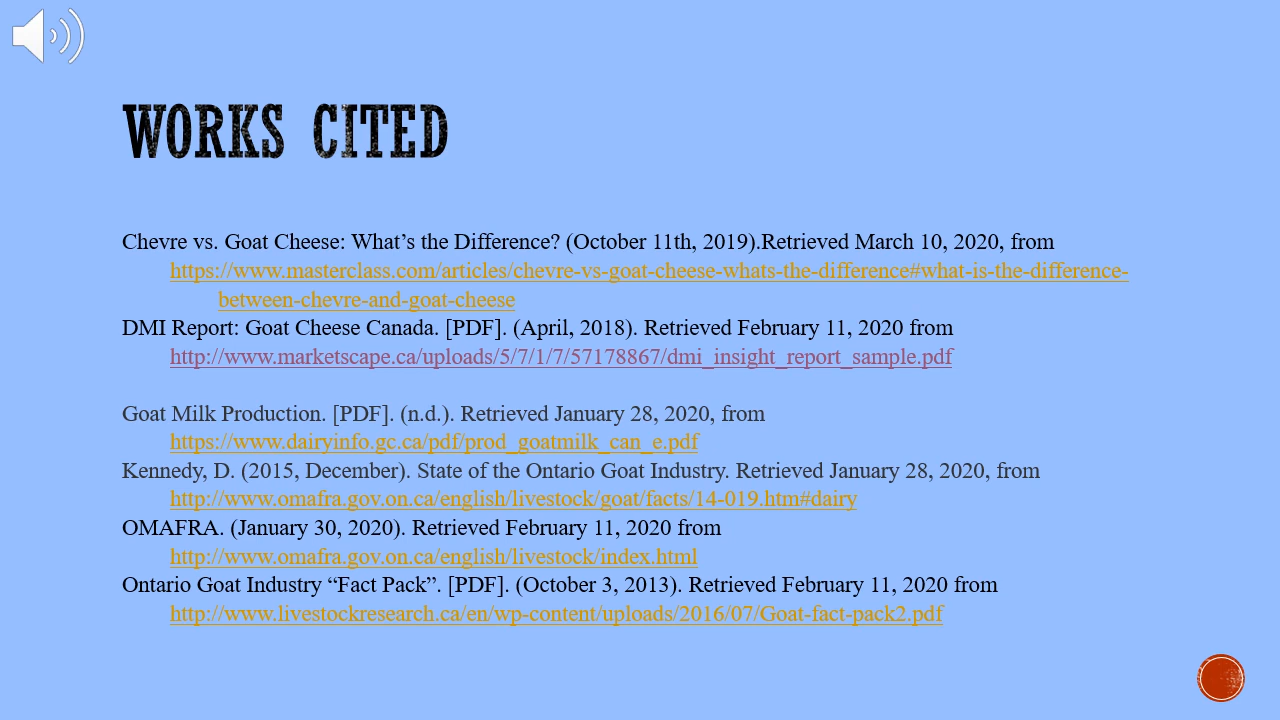 WORKS CITED
Chevre vs. Goat Cheese: What’s the Difference? (October 11th, 2019).Retrieved March 10, 2020, from
https://www.masterclass.com/articles/chevre-vs-goat-cheese-whats-the-difference#what-is-the-difference-
between-chevre-and-goat-cheese
DMI Report: Goat Cheese Canada. [PDF]. (April, 2018). Retrieved February 11, 2020 from
http://www.marketscape.ca/uploads/5/7/1/7/57178867/dmi_insight_report_sample.pdf
Goat Milk Production. [PDF]. (n.d.). Retrieved January 28, 2020, from
https://www.dairyinfo.gc.ca/pdf/prod_goatmilk_can_e.pdf
Kennedy, D. (2015, December). State of the Ontario Goat Industry. Retrieved January 28, 2020, from
http://www.omafra.gov.on.ca/english/livestock/goat/facts/14-019.htm#dairy
OMAFRA. (January 30, 2020). Retrieved February 11, 2020 from
http://www.omafra.gov.on.ca/english/livestock/index.html
Ontario Goat Industry “Fact Pack”. [PDF]. (October 3, 2013). Retrieved February 11, 2020 from
http://www.livestockresearch.ca/en/wp-content/uploads/2016/07/Goat-fact-pack2.pdf